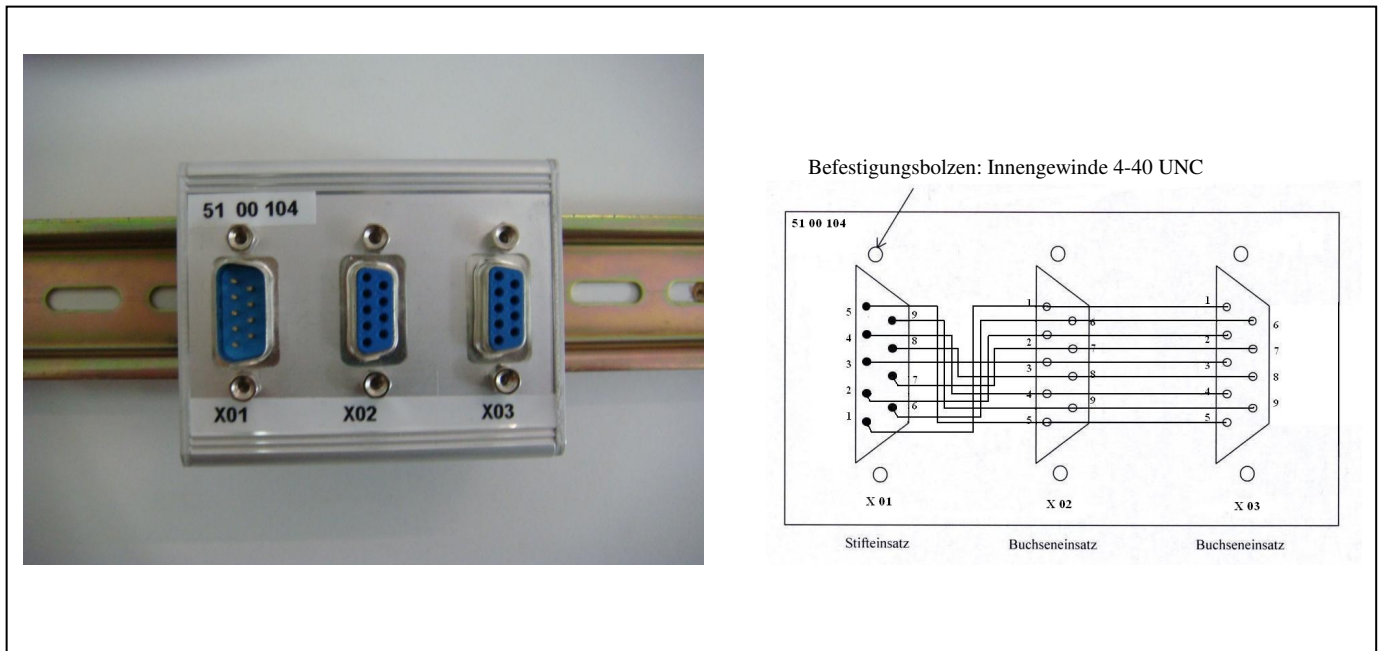 51 00 104
X01 X02 X03
Befestigungsbolzen: Innengewinde 4-40 UNC
51 00 104
5 9 1 6 1 6
4 8 2 7 2 7
3 7 3 8 3 8
2 6 4 9 4 9
1 5 5
X 01 X 02 X 03
Stifteinsatz Buchseneinsatz Buchseneinsatz